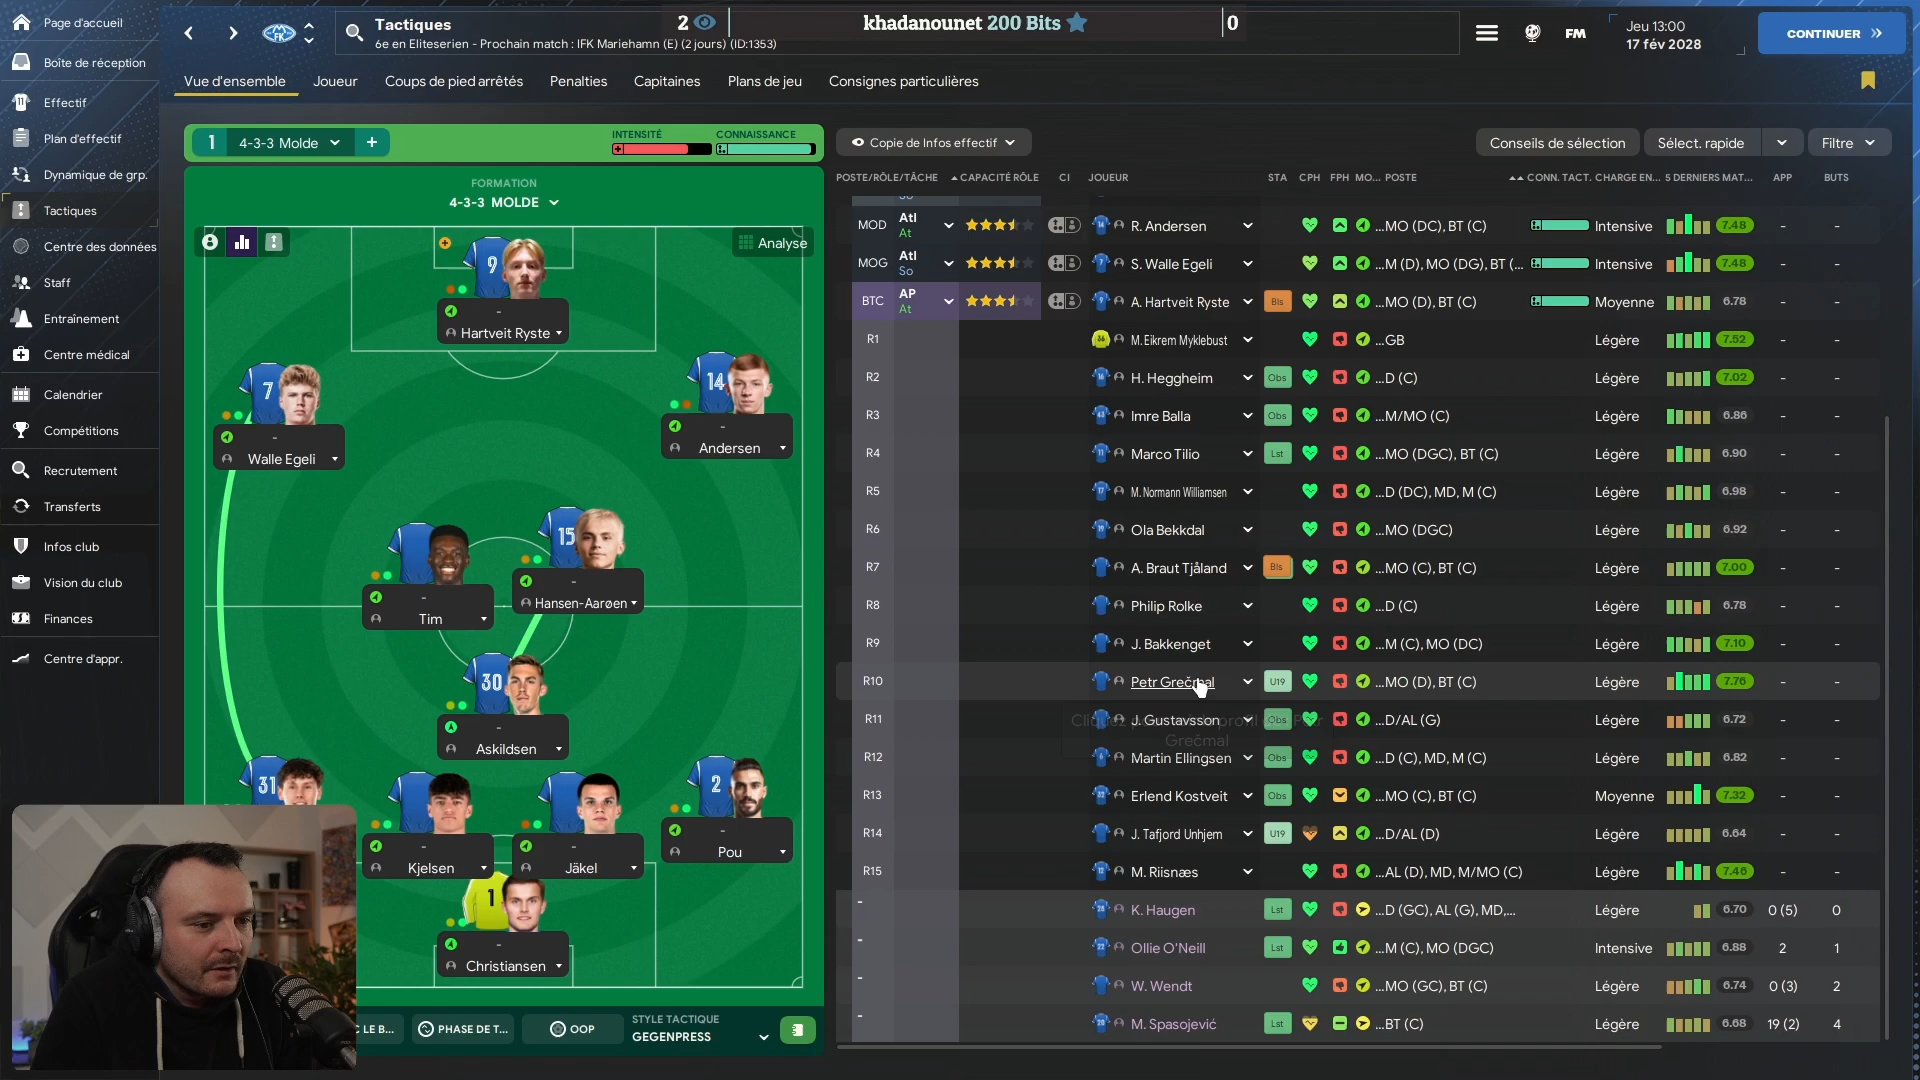 Page d'accueil
Boîte de réception
Effectif
Plan d'effectif
Dynamique de grp.
Tactiques
Centre des données
Staff
Entraînement
Centre médical
Calendrier
Compétitions
Recrutement
Transferts
Infos club
Vision du club
Finances
Centre d'appr.
Tactiques
6e en Eliteserien - Prochain match : IFK Mariehamn (E) (2 jours) (ID:1353)
2
khadanounet 200 Bits
0
FM
Jeu 13:00
17 fév 2028
CONTINUER
Vue d'ensemble
Joueur
Coups de pied arrêtés
Penalties
Capitaines
Plans de jeu
Consignes particulières
1 4-3-3 Molde +
INTENSITÉ
CONNAISSANCE
FORMATION
4-3-3 MOLDE
Analyse
9
Hartveit Ryste
7
Walle Egeli
14
Andersen
Tim
15
Hansen-Aarøen
30
Askildsen
31
Kjelsen
Jäkel
2
Pou
1
Christiansen
C LE B...
PHASE DE T...
OOP
STYLE TACTIQUE
GEGENPRESS
Copie de Infos effectif
Conseils de sélection
Sélect. rapide
Filtre
POSTE/RÔLE/TÂCHE CAPACITÉ RÔLE CI JOUEUR STA CPH FPH MO... POSTE CONN. TACT. CHARGE EN... 5 DERNIERS MAT... APP BUTS
MOD Atl At R. Andersen ...MO (DC), BT (C) Intensive 7.48 - -
MOG Atl So S. Walle Egeli ...M (D), MO (DG), BT (... Intensive 7.48 - -
BTC AP At A. Hartveit Ryste Bls ...MO (D), BT (C) Moyenne 6.78 - -
R1 M. Eikrem Myklebust ...GB Légère 7.52 - -
R2 H. Heggheim Obs ...D (C) Légère 7.02 - -
R3 Imre Balla Obs ...M/MO (C) Légère 6.86 - -
R4 Marco Tilio Lst ...MO (DGC), BT (C) Légère 6.90 - -
R5 M. Normann Williamsen ...D (DC), MD, M (C) Légère 6.98 - -
R6 Ola Bekkdal ...MO (DGC) Légère 6.92 - -
R7 A. Braut Tjåland Bls ...MO (C), BT (C) Légère 7.00 - -
R8 Philip Rolke ...D (C) Légère 6.78 - -
R9 J. Bakkenget ...M (C), MO (DC) Légère 7.10 - -
R10 Petr Grečmal U19 ...MO (D), BT (C) Légère 7.76 - -
R11 J. Gustavsson Obs ...D/AL (G) Légère 6.72 - -
Grečmal
R12 Martin Ellingsen Obs ...D (C), MD, M (C) Légère 6.82 - -
R13 Erlend Kostveit Obs ...MO (C), BT (C) Moyenne 7.32 - -
R14 J. Tafjord Unhjem U19 ...D/AL (D) Légère 6.64 - -
R15 M. Riisnæs ...AL (D), MD, M/MO (C) Légère 7.46 - -
- K. Haugen Lst ...D (GC), AL (G), MD,... Légère 6.70 0 (5) 0
- Ollie O'Neill Lst ...M (C), MO (DGC) Intensive 6.88 2 1
- W. Wendt ...MO (GC), BT (C) Légère 6.74 0 (3) 2
- M. Spasojević Lst ...BT (C) Légère 6.68 19 (2) 4